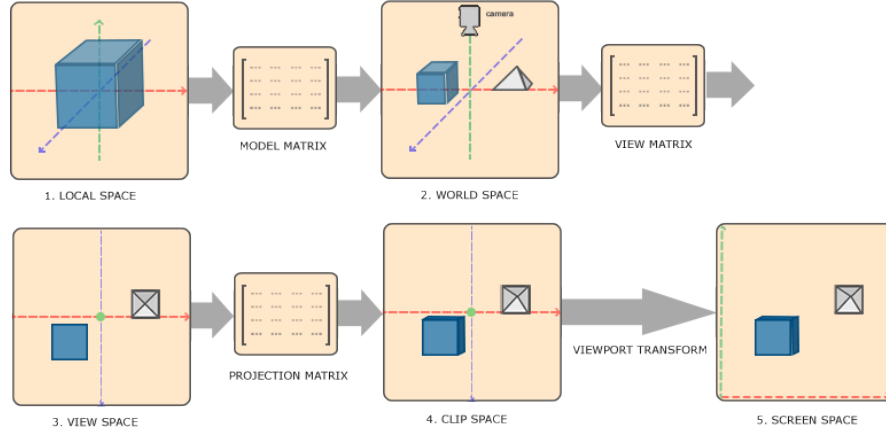 camera
MODEL MATRIX
VIEW MATRIX
1. LOCAL SPACE
2. WORLD SPACE
PROJECTION MATRIX
VIEWPORT TRANSFORM
3. VIEW SPACE
4. CLIP SPACE
5. SCREEN SPACE